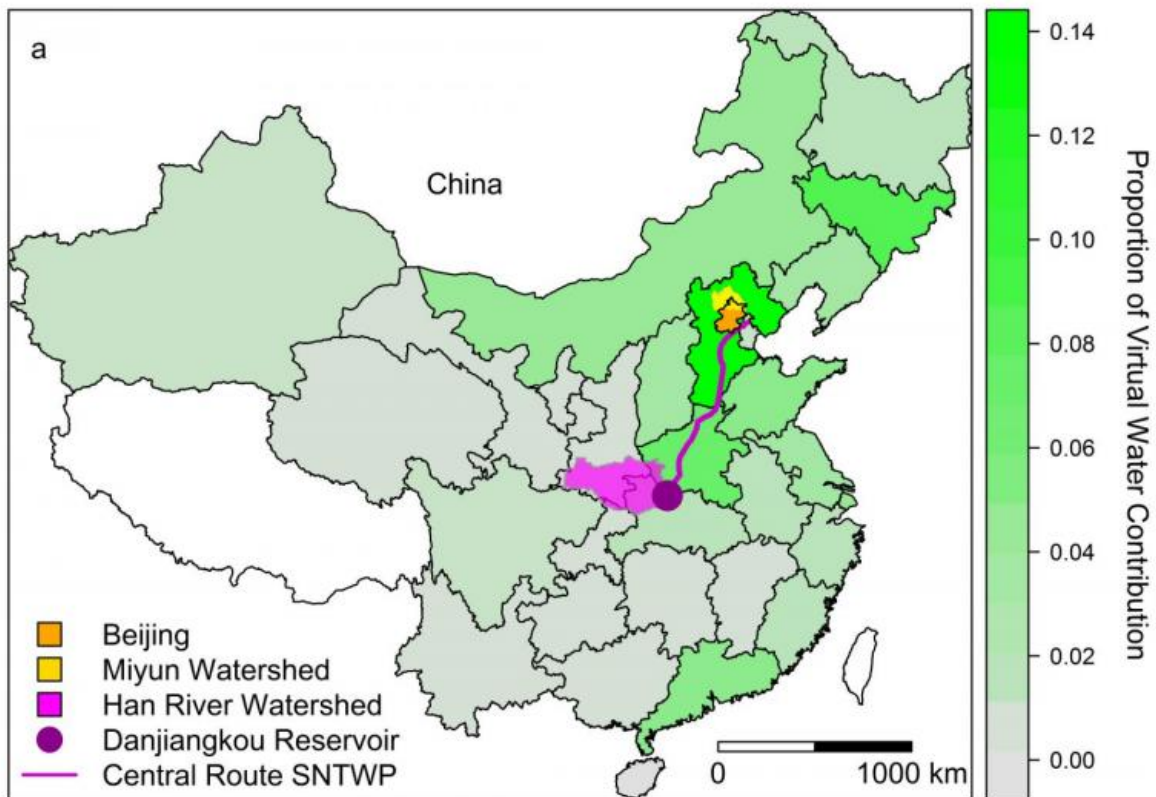 a
China
Beijing
Miyun Watershed
Han River Watershed
Danjiangkou Reservoir
Central Route SNTWP
0 1000 km
0.14
0.12
0.10
0.08
0.06
0.04
0.02
0.00
Proportion of Virtual Water Contribution